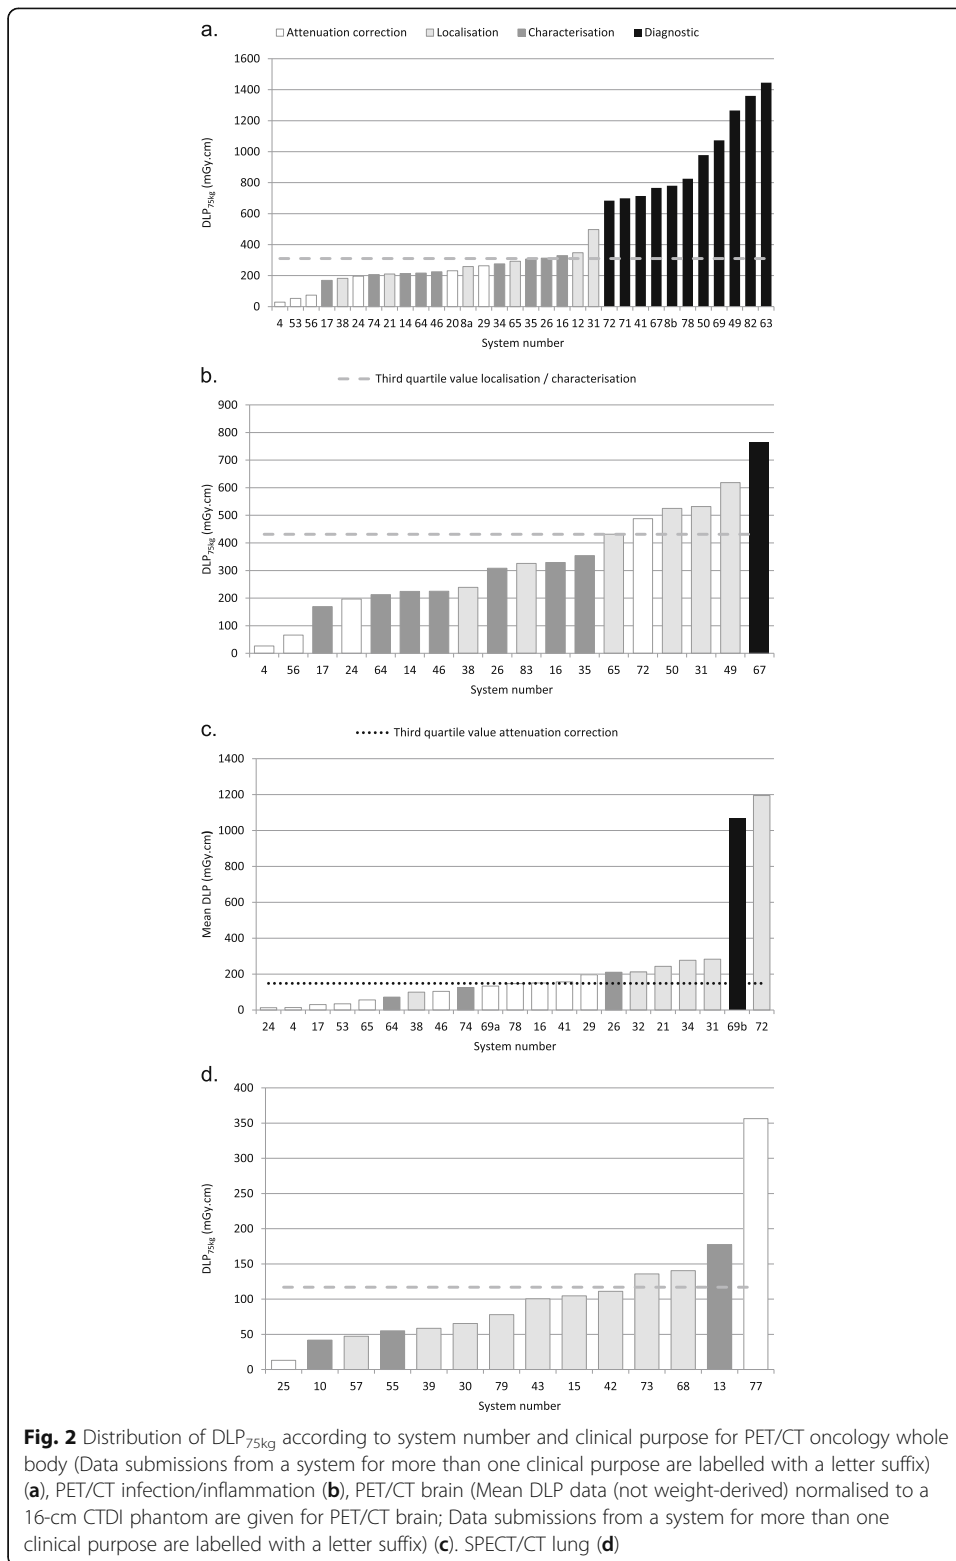 a.
Attenuation correction Localisation Characterisation Diagnostic
DLP75kg (mGy.cm)
1600
1400
1200
1000
800
600
400
200
0
4 53 56 17 38 24 74 21 14 64 46 20 8a 29 34 65 35 26 16 12 31 72 71 41 67 8b 78 50 69 49 82 63
System number
b.
Third quartile value localisation / characterisation
DLP75kg (mGy.cm)
900
800
700
600
500
400
300
200
100
0
4 56 17 24 64 14 46 38 26 83 16 35 65 72 50 31 49 67
System number
c.
Third quartile value attenuation correction
Mean DLP (mGy.cm)
1400
1200
1000
800
600
400
200
0
24 4 17 53 65 64 38 46 74 69a 78 16 41 29 26 32 21 34 31 69b 72
System number
d.
DLP75kg (mGy.cm)
400
350
300
250
200
150
100
50
0
25 10 57 55 39 30 79 43 15 42 73 68 13 77
System number
Fig. 2 Distribution of DLP75kg according to system number and clinical purpose for PET/CT oncology whole
body (Data submissions from a system for more than one clinical purpose are labelled with a letter suffix)
(a), PET/CT infection/inflammation (b), PET/CT brain (Mean DLP data (not weight-derived) normalised to a
16-cm CTDI phantom are given for PET/CT brain; Data submissions from a system for more than one
clinical purpose are labelled with a letter suffix) (c). SPECT/CT lung (d)